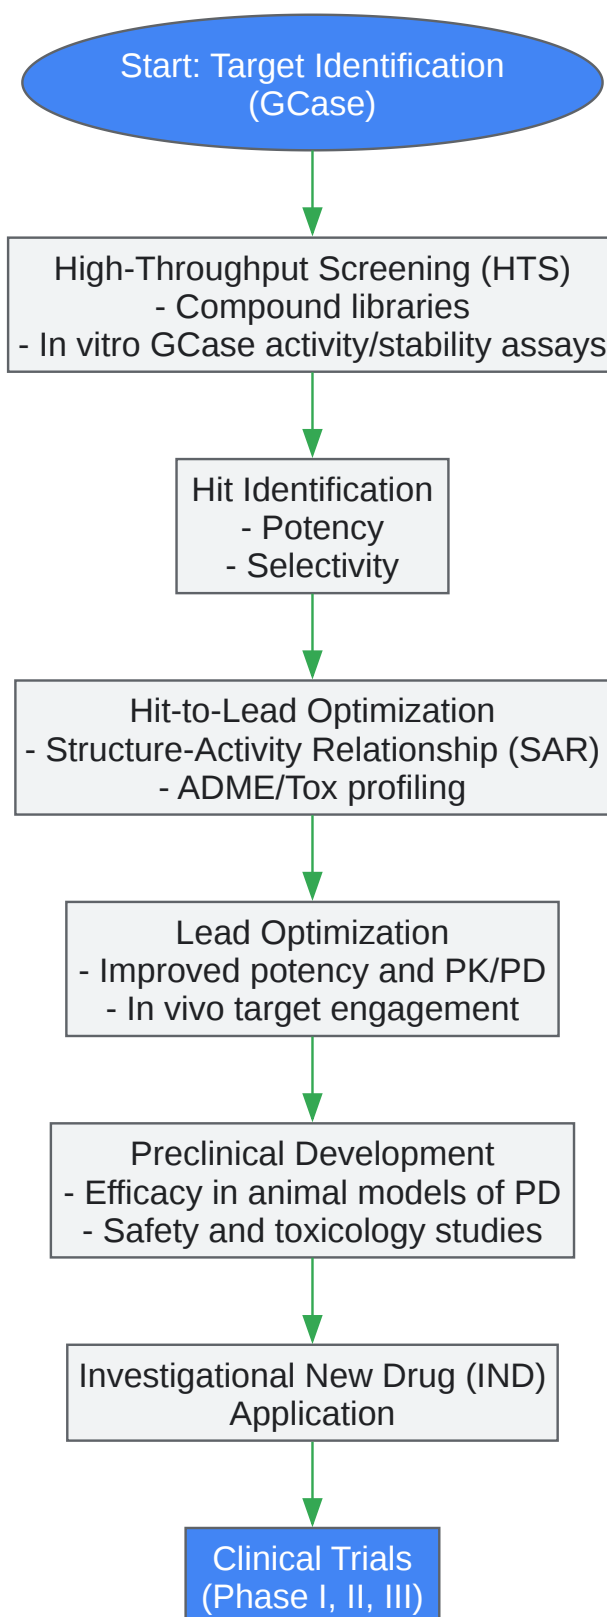 Start: Target Identification
(GCase)
High-Throughput Screening (HTS)
- Compound libraries
- In vitro GCase activity/stability assays
Hit Identification
- Potency
- Selectivity
Hit-to-Lead Optimization
- Structure-Activity Relationship (SAR)
- ADME/Tox profiling
Lead Optimization
- Improved potency and PK/PD
- In vivo target engagement
Preclinical Development
- Efficacy in animal models of PD
- Safety and toxicology studies
Investigational New Drug (IND)
Application
Clinical Trials
(Phase I, II, III)